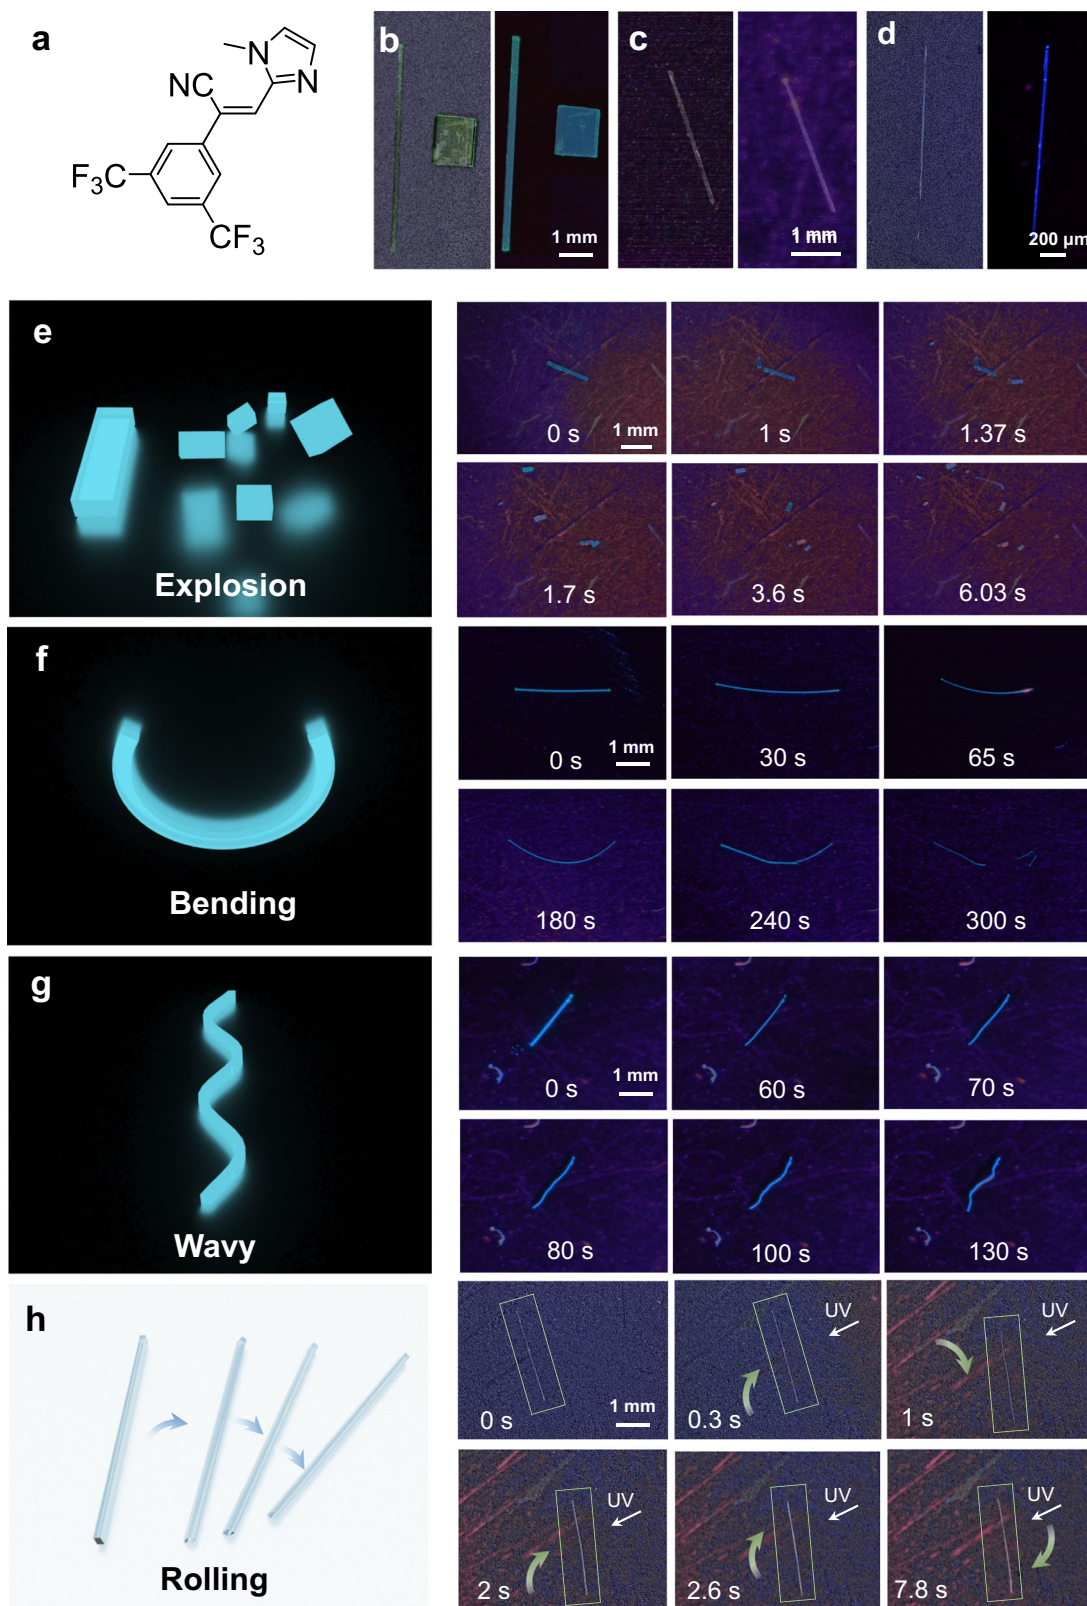 a
N
N
NC
F₃C
CF₃
b
1 mm
c
1 mm
d
200 µm
e
Explosion
0 s
1 mm
1 s
1.37 s
1.7 s
3.6 s
6.03 s
f
Bending
0 s
1 mm
30 s
65 s
180 s
240 s
300 s
g
Wavy
0 s
1 mm
60 s
70 s
80 s
100 s
130 s
h
Rolling
0 s
1 mm
UV
0.3 s
UV
1 s
UV
2 s
UV
2.6 s
UV
7.8 s